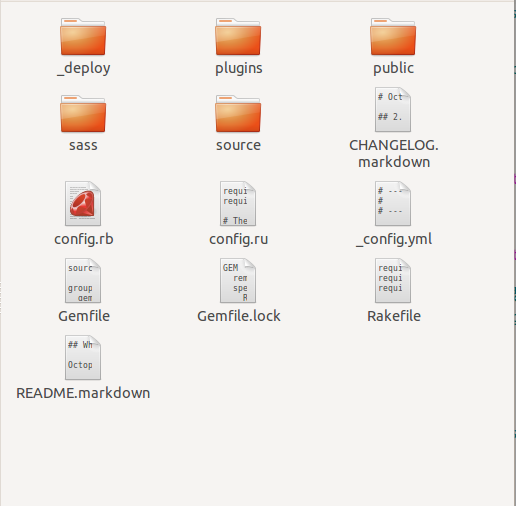 _deploy
plugins
public
sass
source
# Oct
## 2.
CHANGELOG.
markdown
config.rb
requi
requi
# The
config.ru
# ---
#
# ---
_config.yml
sourc
group
gem
Gemfile
GEM
rem
spe
R
Gemfile.lock
requi
requi
requi
Rakefile
## Wh
Octop
README.markdown